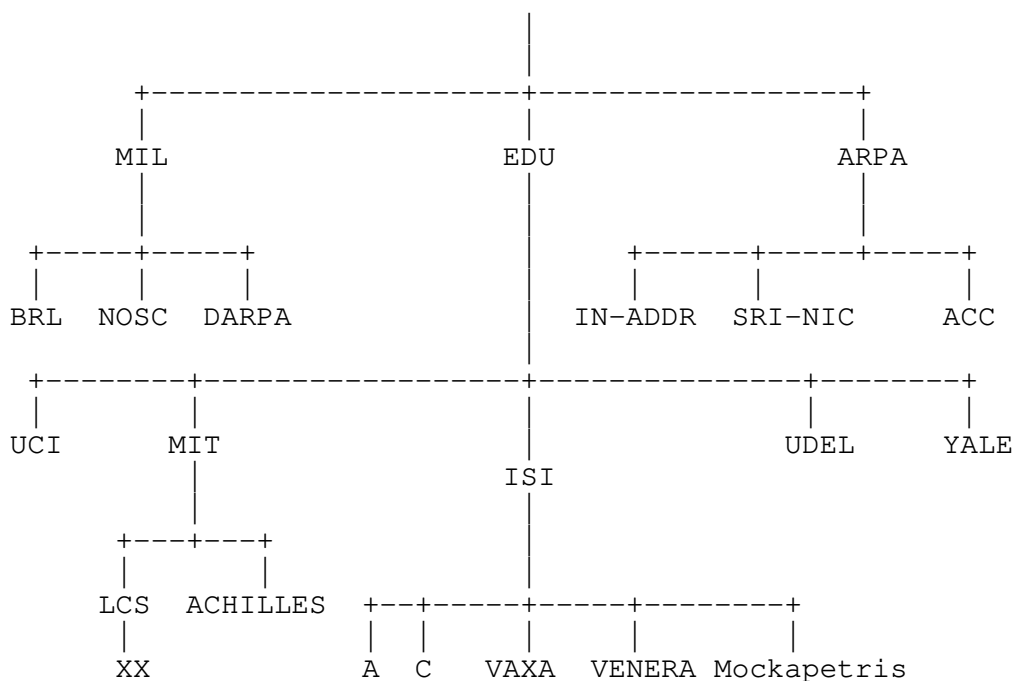 MIL EDU ARPA
BRL NOSC DARPA IN-ADDR SRI-NIC ACC
UCI MIT UDEL YALE
ISI
LCS ACHILLES
XX A C VAXA VENERA Mockapetris